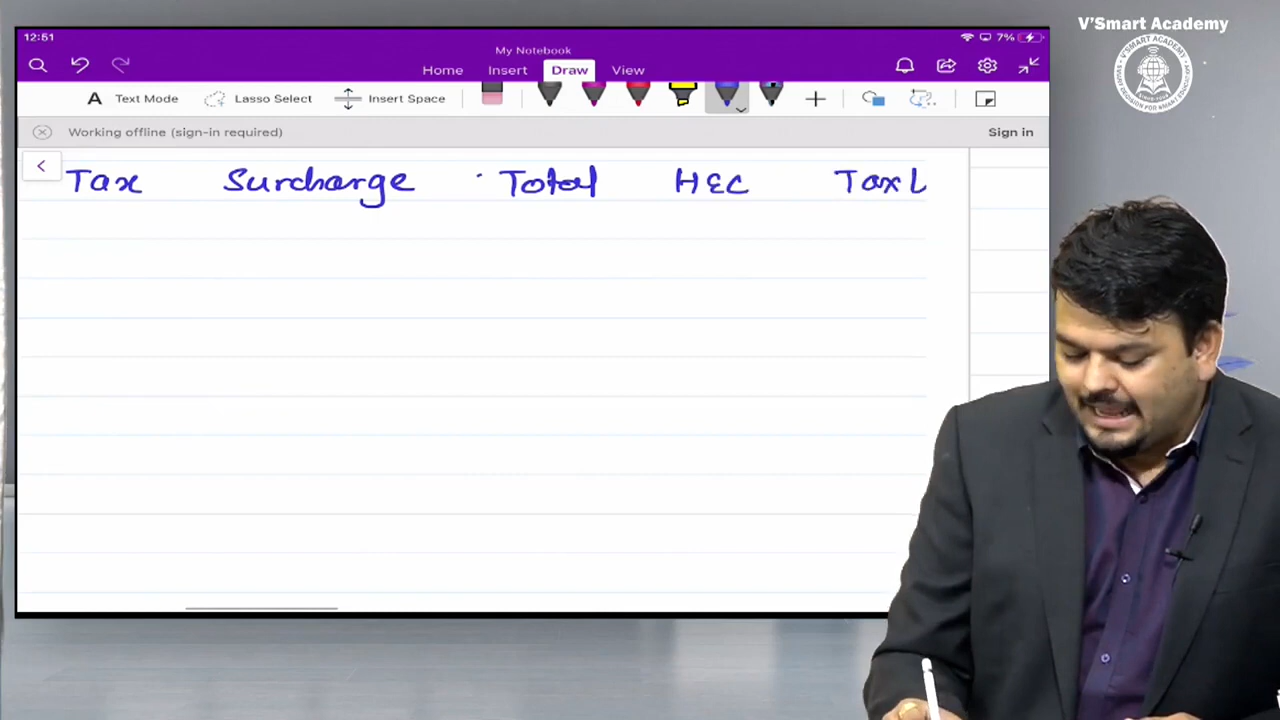 V'Smart Academy
12:51
7%
My Notebook
Home Insert Draw View
A Text Mode Lasso Select Insert Space
Working offline (sign-in required) Sign in
Tax Surcharge Total HEC Tax L